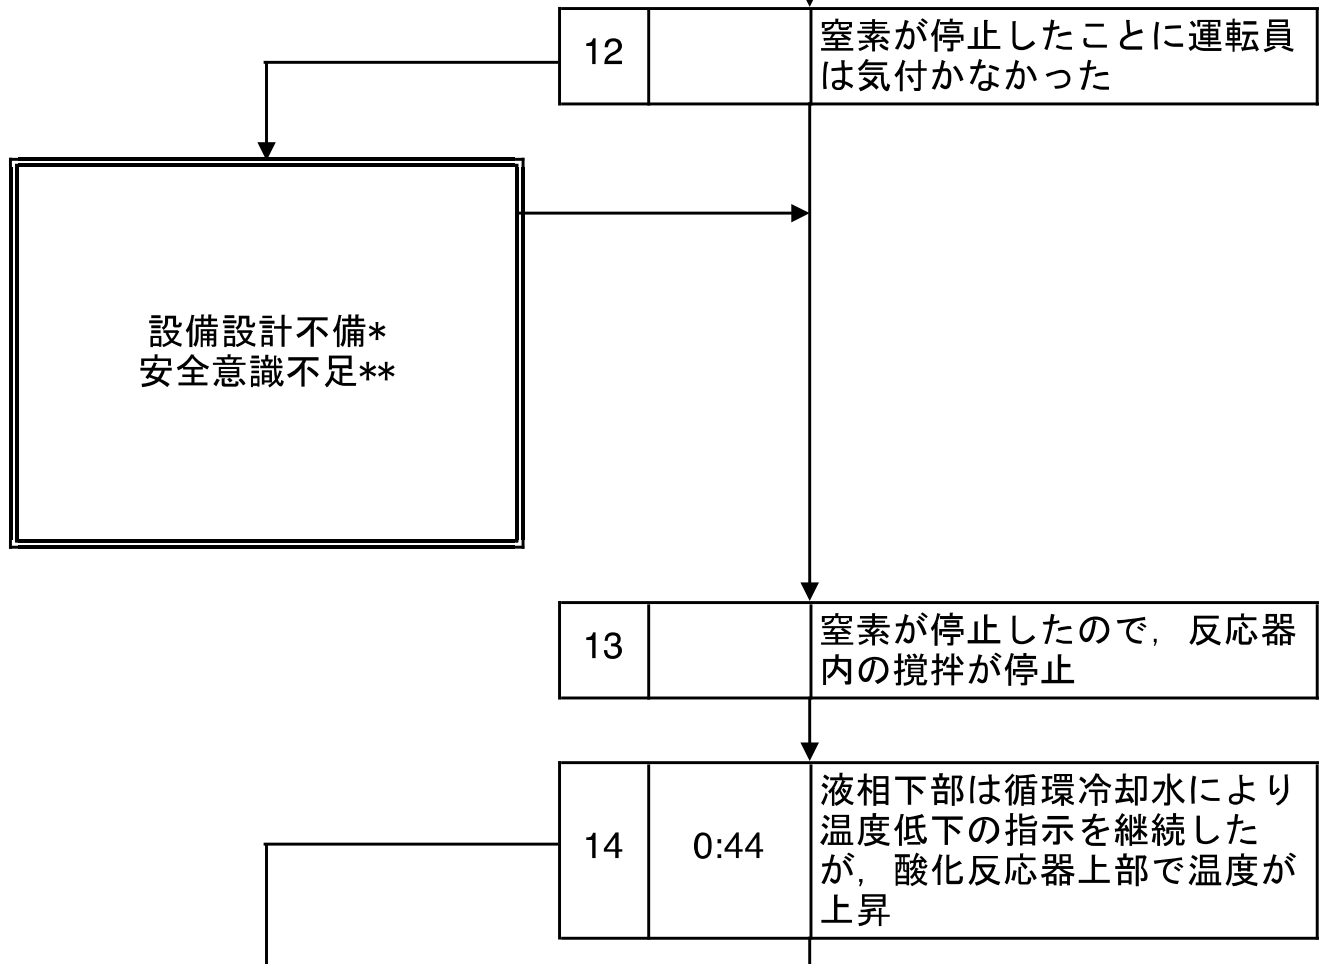 12
窒素が停止したことに運転員
は気付かなかった
設備設計不備*
安全意識不足**
13
窒素が停止したので，反応器
内の撹拌が停止
14
0:44
液相下部は循環冷却水により
温度低下の指示を継続した
が，酸化反応器上部で温度が
上昇